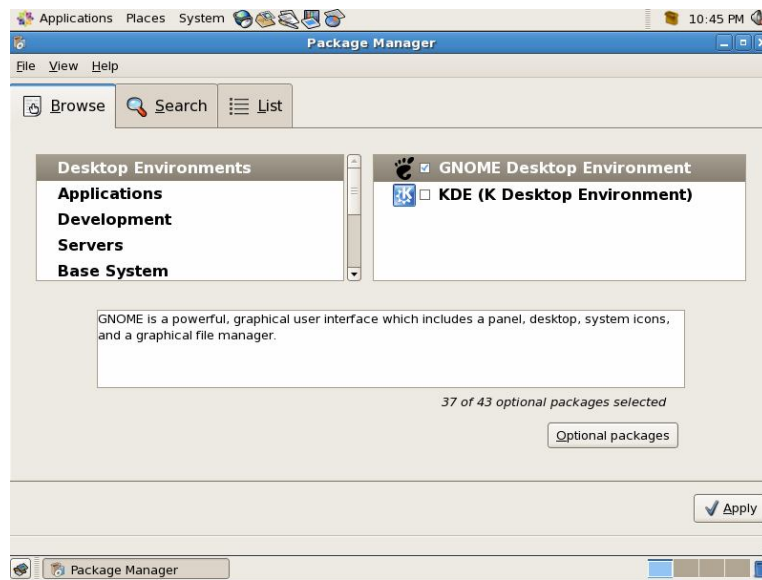 Applications Places System 10:45 PM
Package Manager
File View Help
Browse Search List
Desktop Environments
Applications
Development
Servers
Base System
GNOME Desktop Environment
KDE (K Desktop Environment)
GNOME is a powerful, graphical user interface which includes a panel, desktop, system icons,
and a graphical file manager.
37 of 43 optional packages selected
Optional packages
Apply
Package Manager